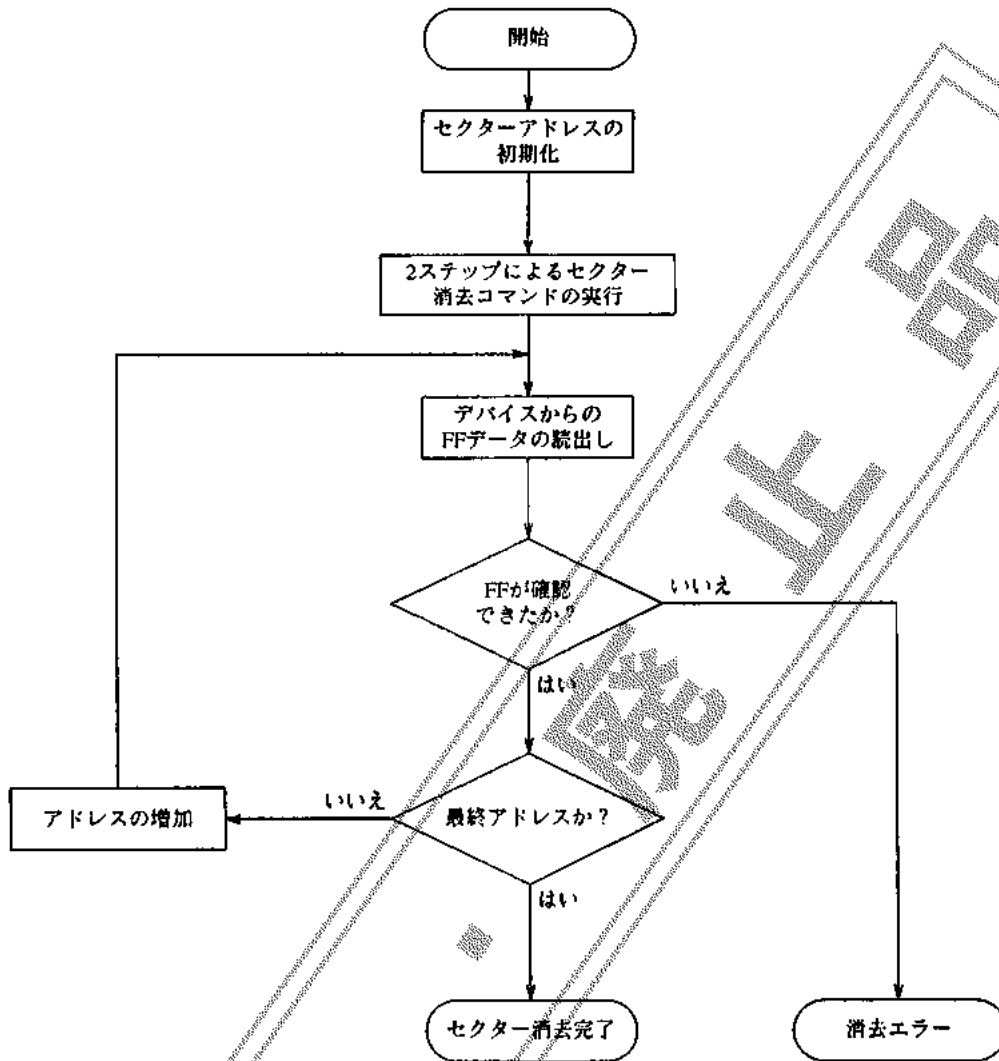 開始
セクターアドレスの
初期化
2ステップによるセクター
消去コマンドの実行
デバイスからの
FFデータの読出し
FFが確認
できたか?
いいえ
はい
最終アドレスか?
いいえ
アドレスの増加
はい
セクター消去完了
消去エラー
廃止品